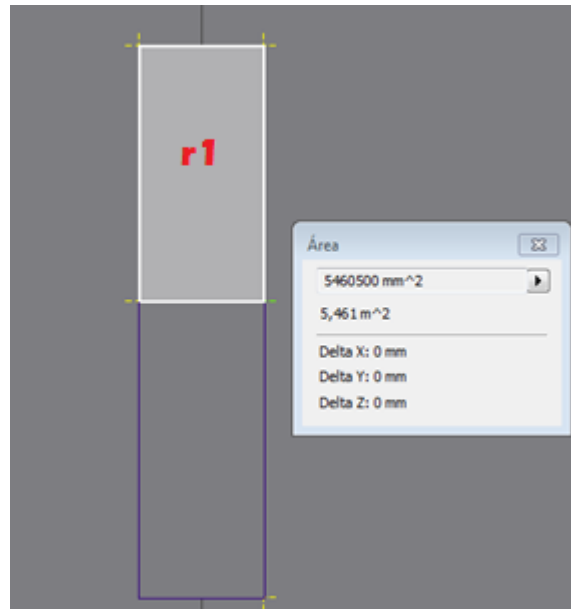 r1
Área
5460500 mm^2
5,461 m^2
Delta X: 0 mm
Delta Y: 0 mm
Delta Z: 0 mm